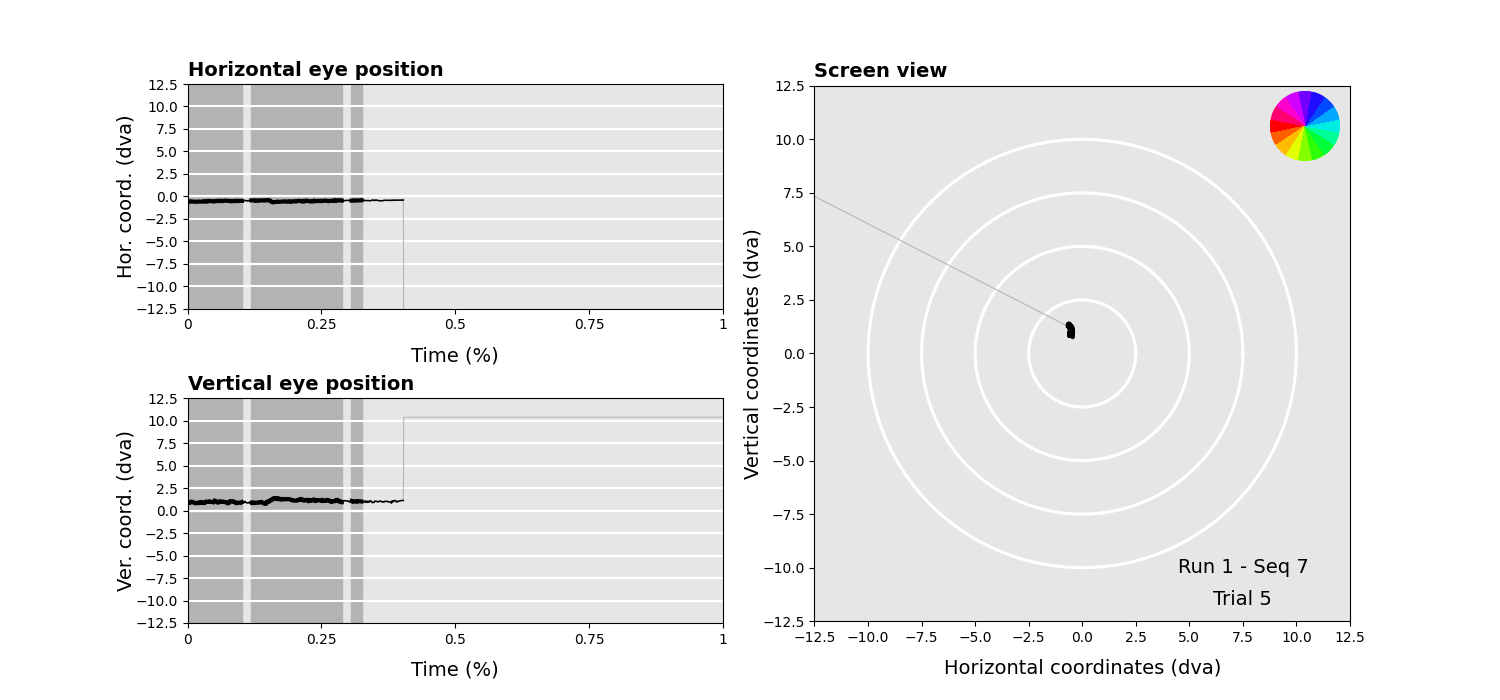 Horizontal eye position
12.5
10.0
7.5
5.0
2.5
0.0
−2.5
−5.0
−7.5
−10.0
−12.5
Hor. coord. (dva)
0 0.25 0.5 0.75 1
Time (%)
Vertical eye position
12.5
10.0
7.5
5.0
2.5
0.0
−2.5
−5.0
−7.5
−10.0
−12.5
Ver. coord. (dva)
0 0.25 0.5 0.75 1
Time (%)
Screen view
12.5
10.0
7.5
5.0
2.5
0.0
−2.5
−5.0
−7.5
−10.0
−12.5
Vertical coordinates (dva)
Run 1 - Seq 7
Trial 5
−12.5 −10.0 −7.5 −5.0 −2.5 0.0 2.5 5.0 7.5 10.0 12.5
Horizontal coordinates (dva)